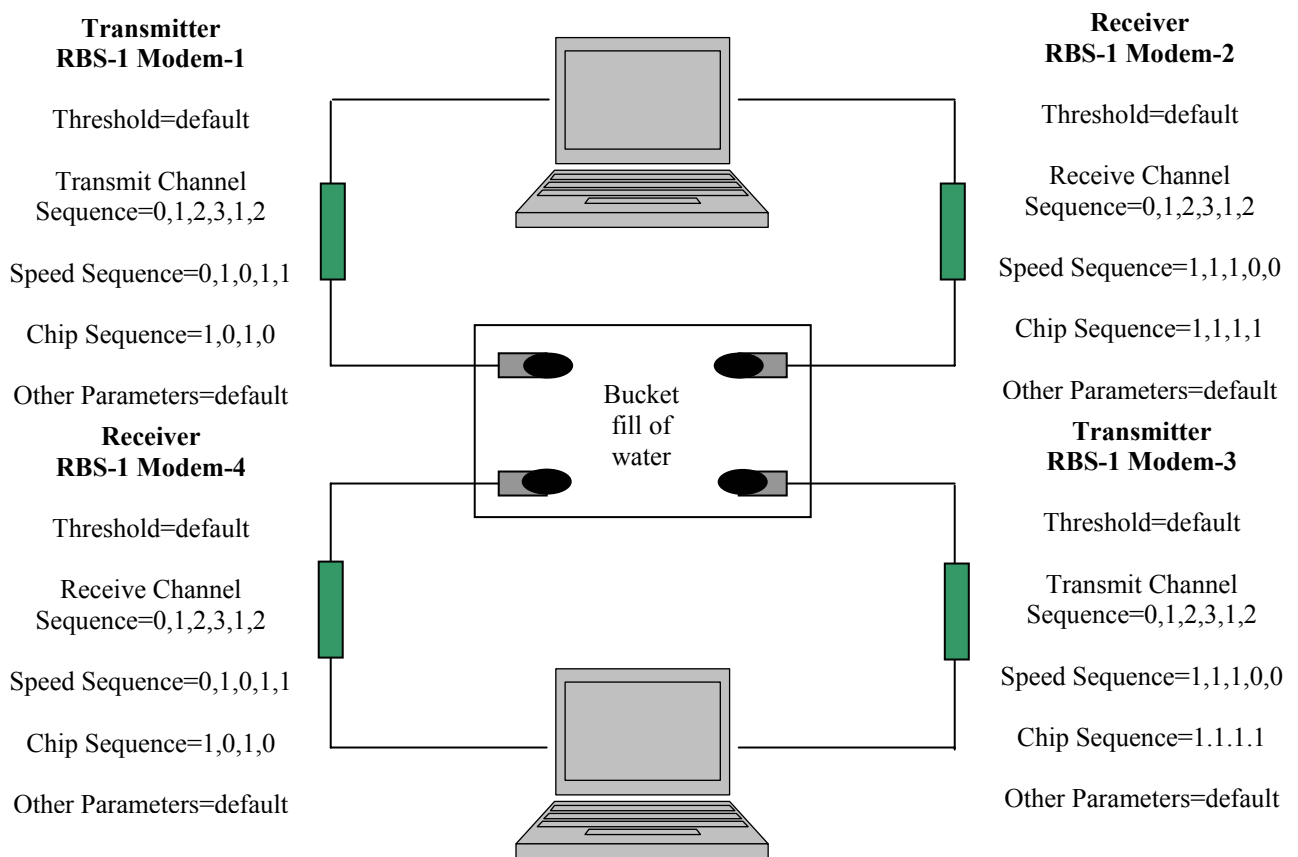 Transmitter
RBS-1 Modem-1
Threshold=default
Transmit Channel
Sequence=0,1,2,3,1,2
Speed Sequence=0,1,0,1,1
Chip Sequence=1,0,1,0
Other Parameters=default
Receiver
RBS-1 Modem-2
Threshold=default
Receive Channel
Sequence=0,1,2,3,1,2
Speed Sequence=1,1,1,0,0
Chip Sequence=1,1,1,1
Other Parameters=default
Bucket
fill of
water
Receiver
RBS-1 Modem-4
Threshold=default
Receive Channel
Sequence=0,1,2,3,1,2
Speed Sequence=0,1,0,1,1
Chip Sequence=1,0,1,0
Other Parameters=default
Transmitter
RBS-1 Modem-3
Threshold=default
Transmit Channel
Sequence=0,1,2,3,1,2
Speed Sequence=1,1,1,0,0
Chip Sequence=1.1.1.1
Other Parameters=default